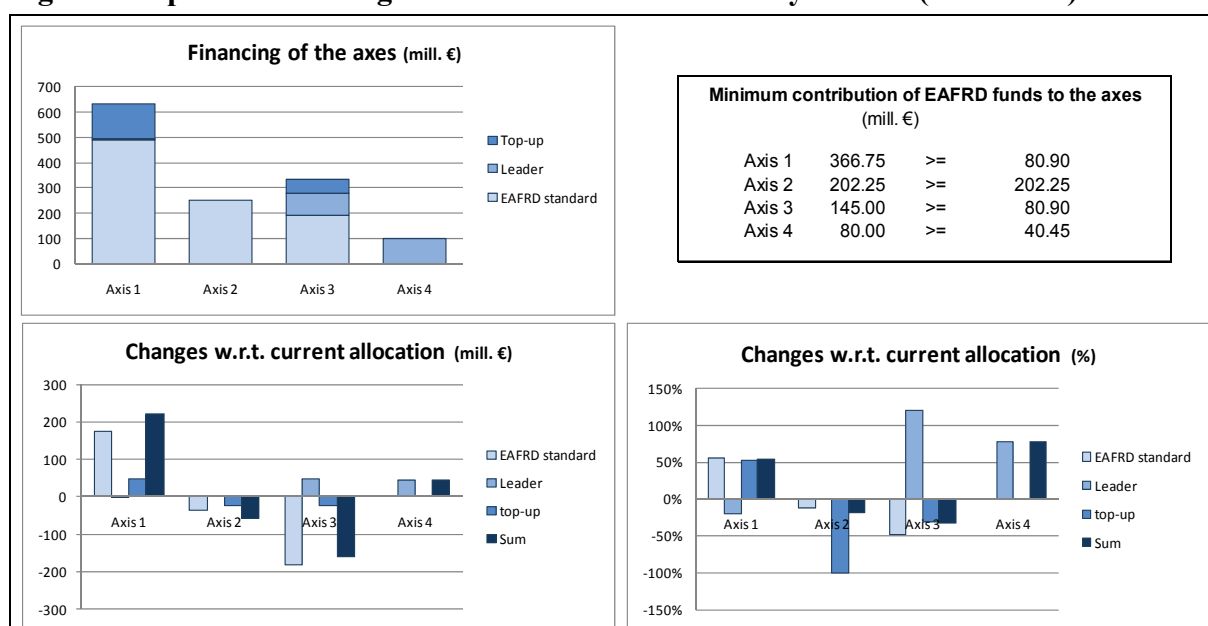 Financing of the axes (mill. €)
700
600
500
400
300
200
100
0
Axis 1 Axis 2 Axis 3 Axis 4
Top-up
Leader
EAFRD standard
Minimum contribution of EAFRD funds to the axes
(mill. €)
Axis 1 366.75 >= 80.90
Axis 2 202.25 >= 202.25
Axis 3 145.00 >= 80.90
Axis 4 80.00 >= 40.45
Changes w.r.t. current allocation (mill. €)
300
200
100
0
-100
-200
-300
Axis 1 Axis 2 Axis 3 Axis 4
EAFRD standard
Leader
top-up
Sum
Changes w.r.t. current allocation (%)
150%
100%
50%
0%
-50%
-100%
-150%
Axis 1 Axis 2 Axis 3 Axis 4
EAFRD standard
Leader
top-up
Sum